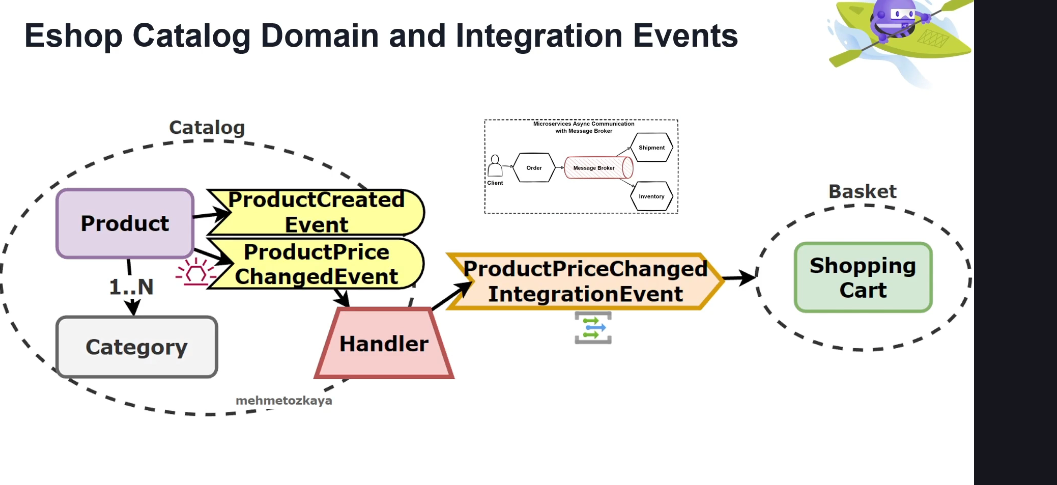 Eshop Catalog Domain and Integration Events
Catalog
Microservices Async Communication
with Message Broker
Shipment
Order
Message Broker
Client
Inventory
Basket
Product
ProductCreated
Event
ProductPrice
ChangedEvent
1..N
Category
Handler
ProductPriceChanged
IntegrationEvent
Shopping
Cart
mehmetozkaya